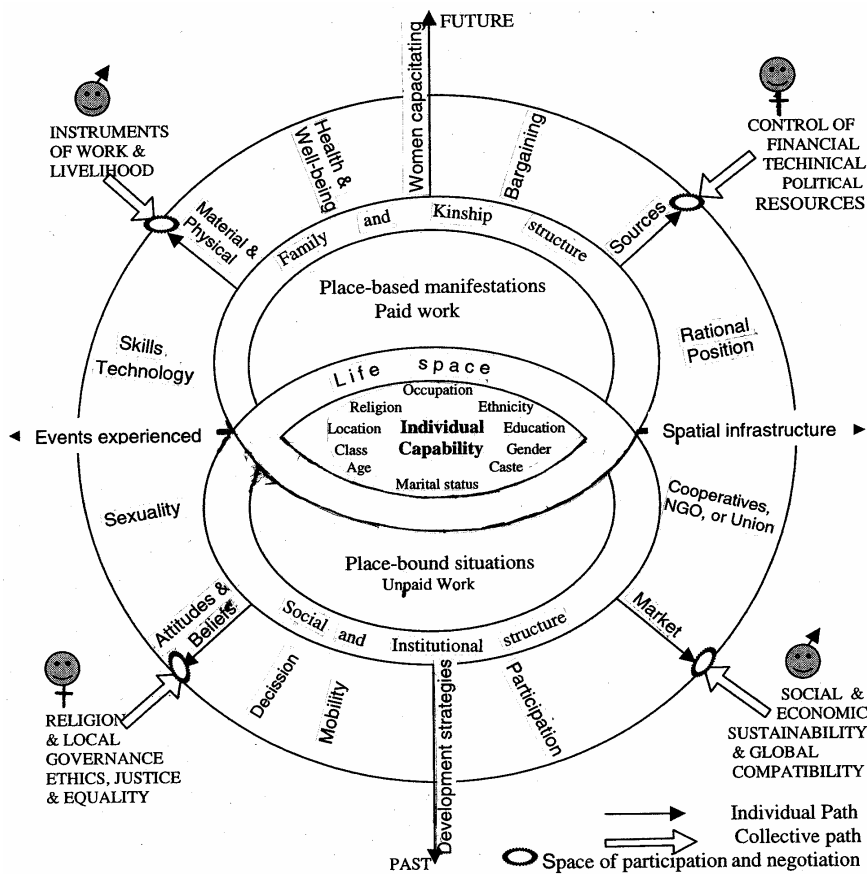 FUTURE
Women capacitating
INSTRUMENTS
OF WORK &
LIVELIHOOD
CONTROL OF
FINANCIAL
TECHINICAL
POLITICAL
RESOURCES
Health &
Well-being
Bargaining
Material &
Physical
Sources
Family and Kinship structure
Place-based manifestations
Paid work
Skills
Technology
Rational
Position
Life space
Occupation
Religion
Ethnicity
Location
Individual
Capability
Education
Class
Gender
Age
Caste
Marital status
Events experienced
Spatial infrastructure
Sexuality
Cooperatives,
NGO, or Union
Place-bound situations
Unpaid Work
Attitudes &
Beliefs
Market
Social and Institutional structure
Decission
Mobility
Development strategies
Participation
RELIGION
& LOCAL
GOVERNANCE
ETHICS, JUSTICE
& EQUALITY
SOCIAL &
ECONOMIC
SUSTAINABILITY
& GLOBAL
COMPATIBILITY
PAST
Individual Path
Collective path
Space of participation and negotiation